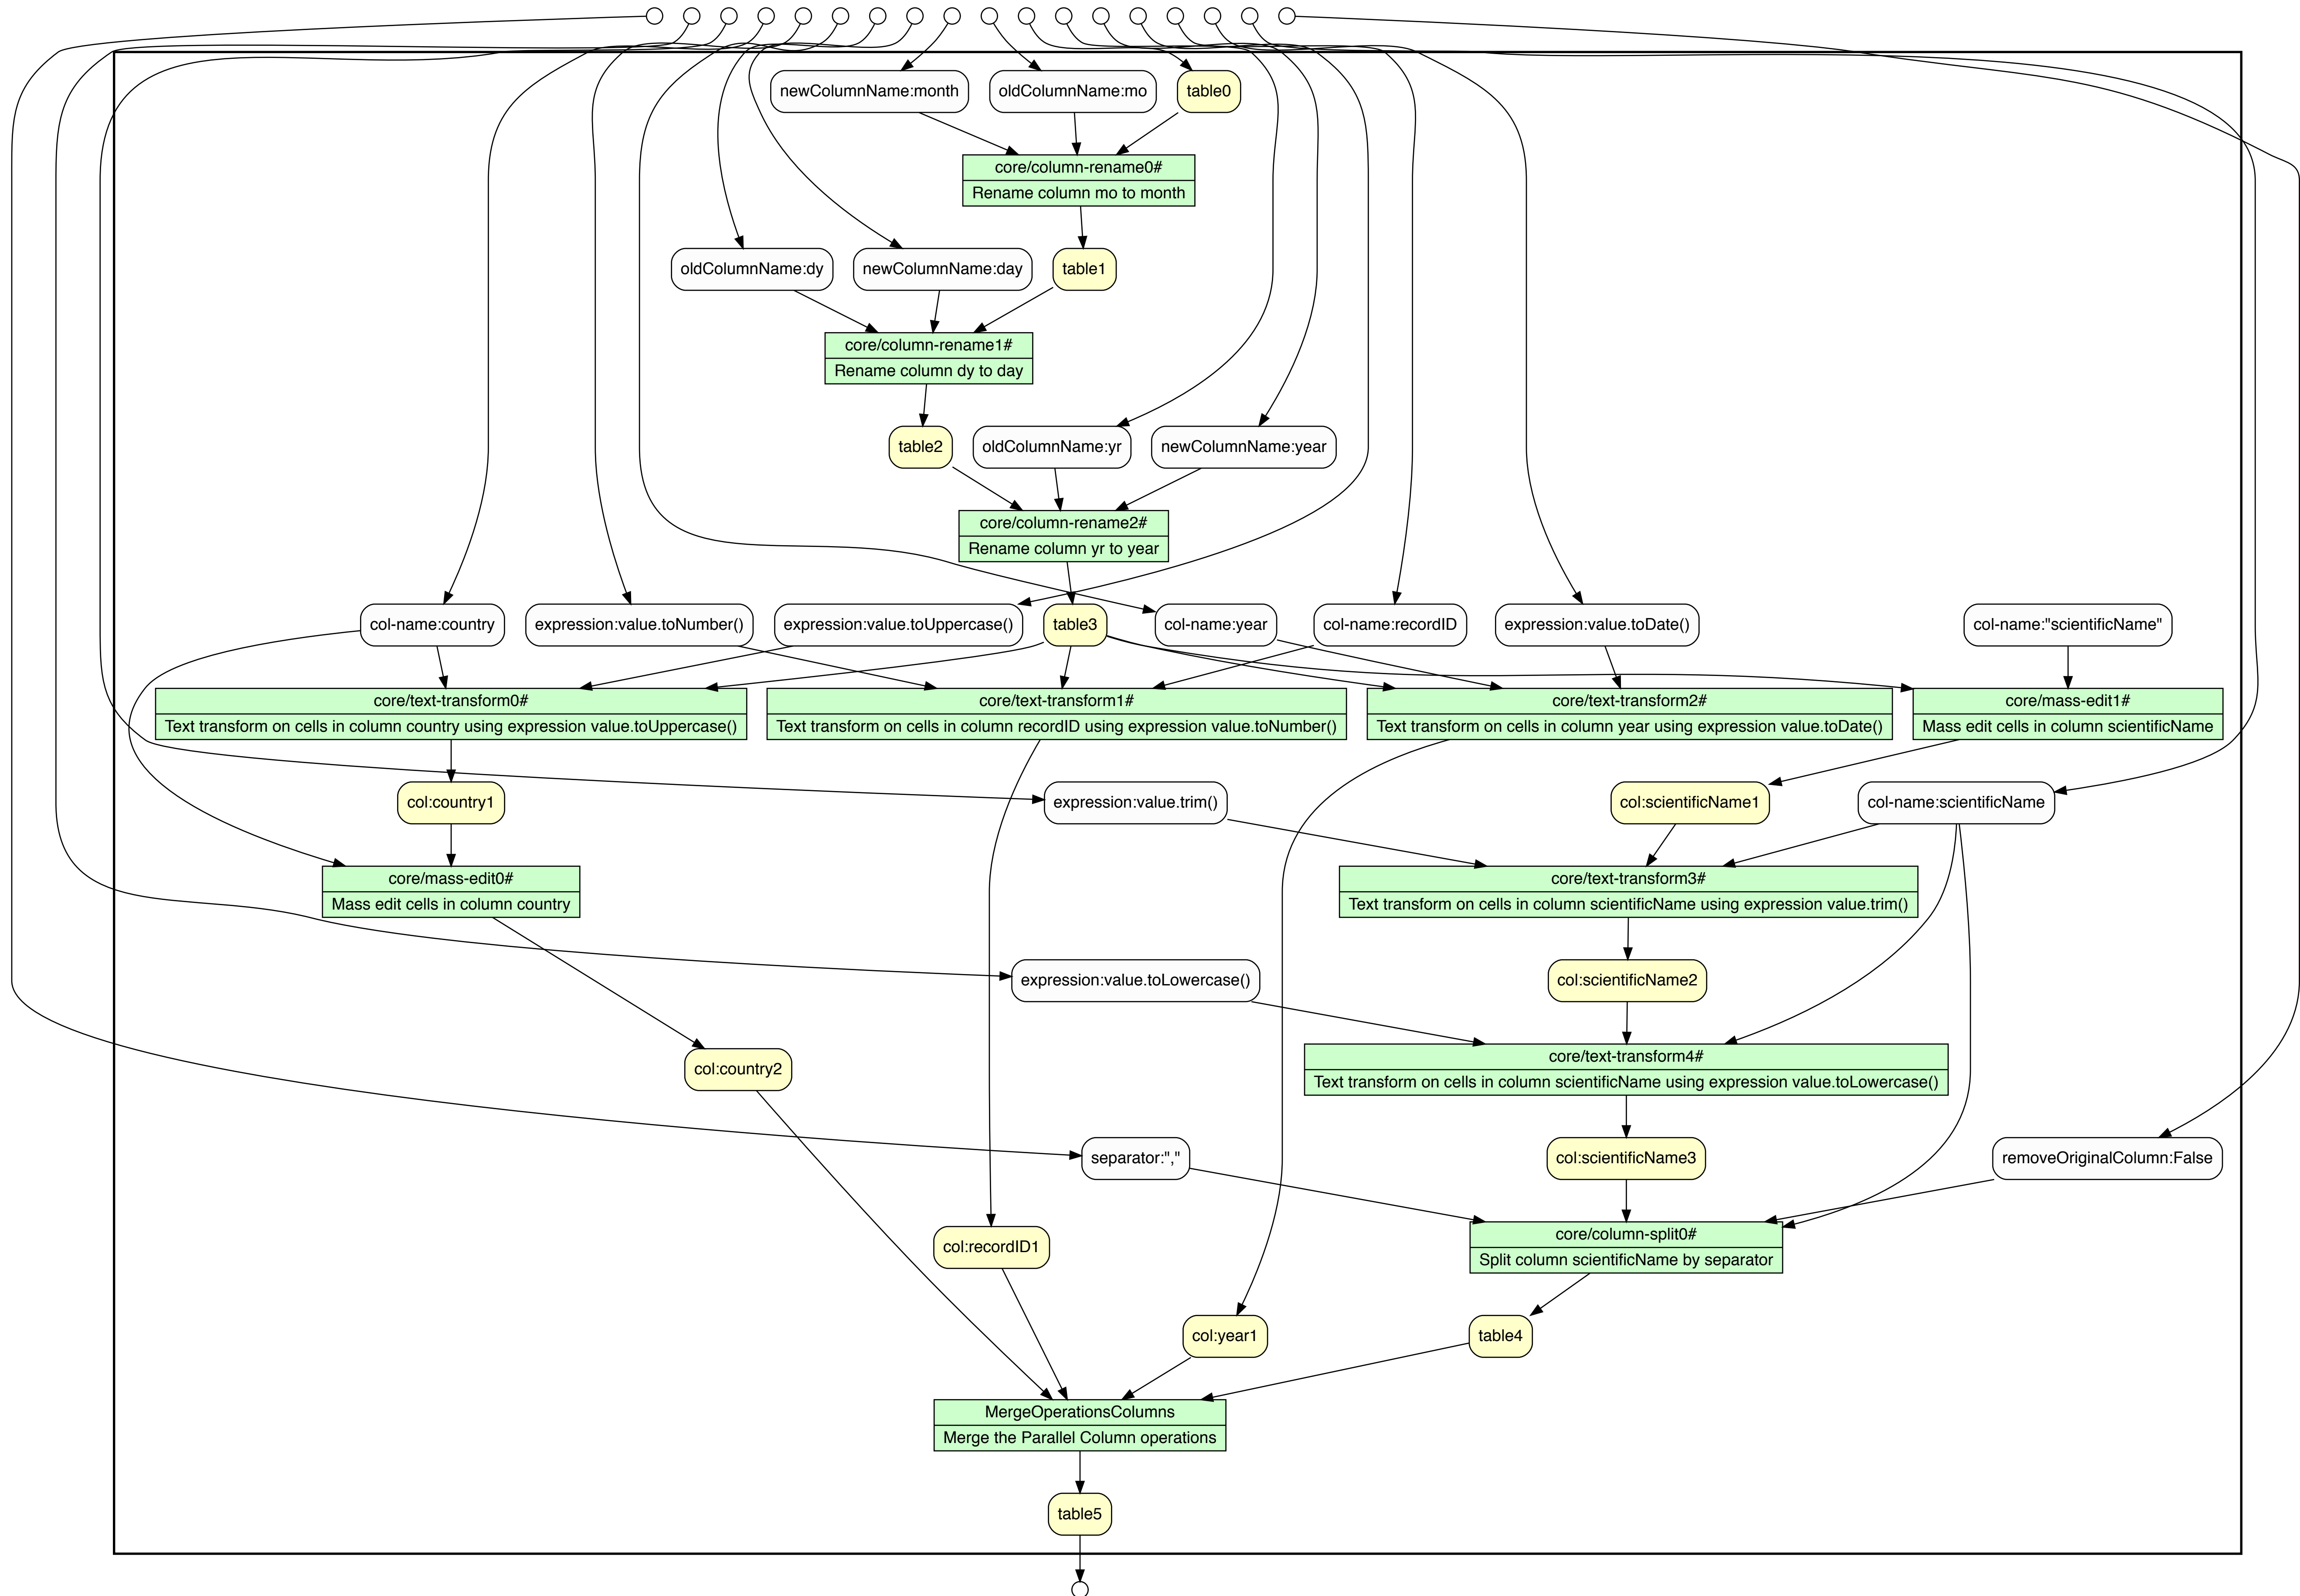 newColumnName:month
oldColumnName:mo
table0
core/column-rename0#
Rename column mo to month
oldColumnName:dy
newColumnName:day
table1
core/column-rename1#
Rename column dy to day
table2
oldColumnName:yr
newColumnName:year
core/column-rename2#
Rename column yr to year
col-name:country
expression:value.toNumber()
expression:value.toUppercase()
table3
col-name:year
col-name:recordID
expression:value.toDate()
col-name:"scientificName"
core/text-transform0#
Text transform on cells in column country using expression value.toUppercase()
core/text-transform1#
Text transform on cells in column recordID using expression value.toNumber()
core/text-transform2#
Text transform on cells in column year using expression value.toDate()
core/mass-edit1#
Mass edit cells in column scientificName
col:country1
expression:value.trim()
col:scientificName1
col-name:scientificName
core/mass-edit0#
Mass edit cells in column country
core/text-transform3#
Text transform on cells in column scientificName using expression value.trim()
expression:value.toLowercase()
col:scientificName2
col:country2
core/text-transform4#
Text transform on cells in column scientificName using expression value.toLowercase()
separator:","
col:scientificName3
removeOriginalColumn:False
col:recordID1
core/column-split0#
Split column scientificName by separator
col:year1
table4
MergeOperationsColumns
Merge the Parallel Column operations
table5